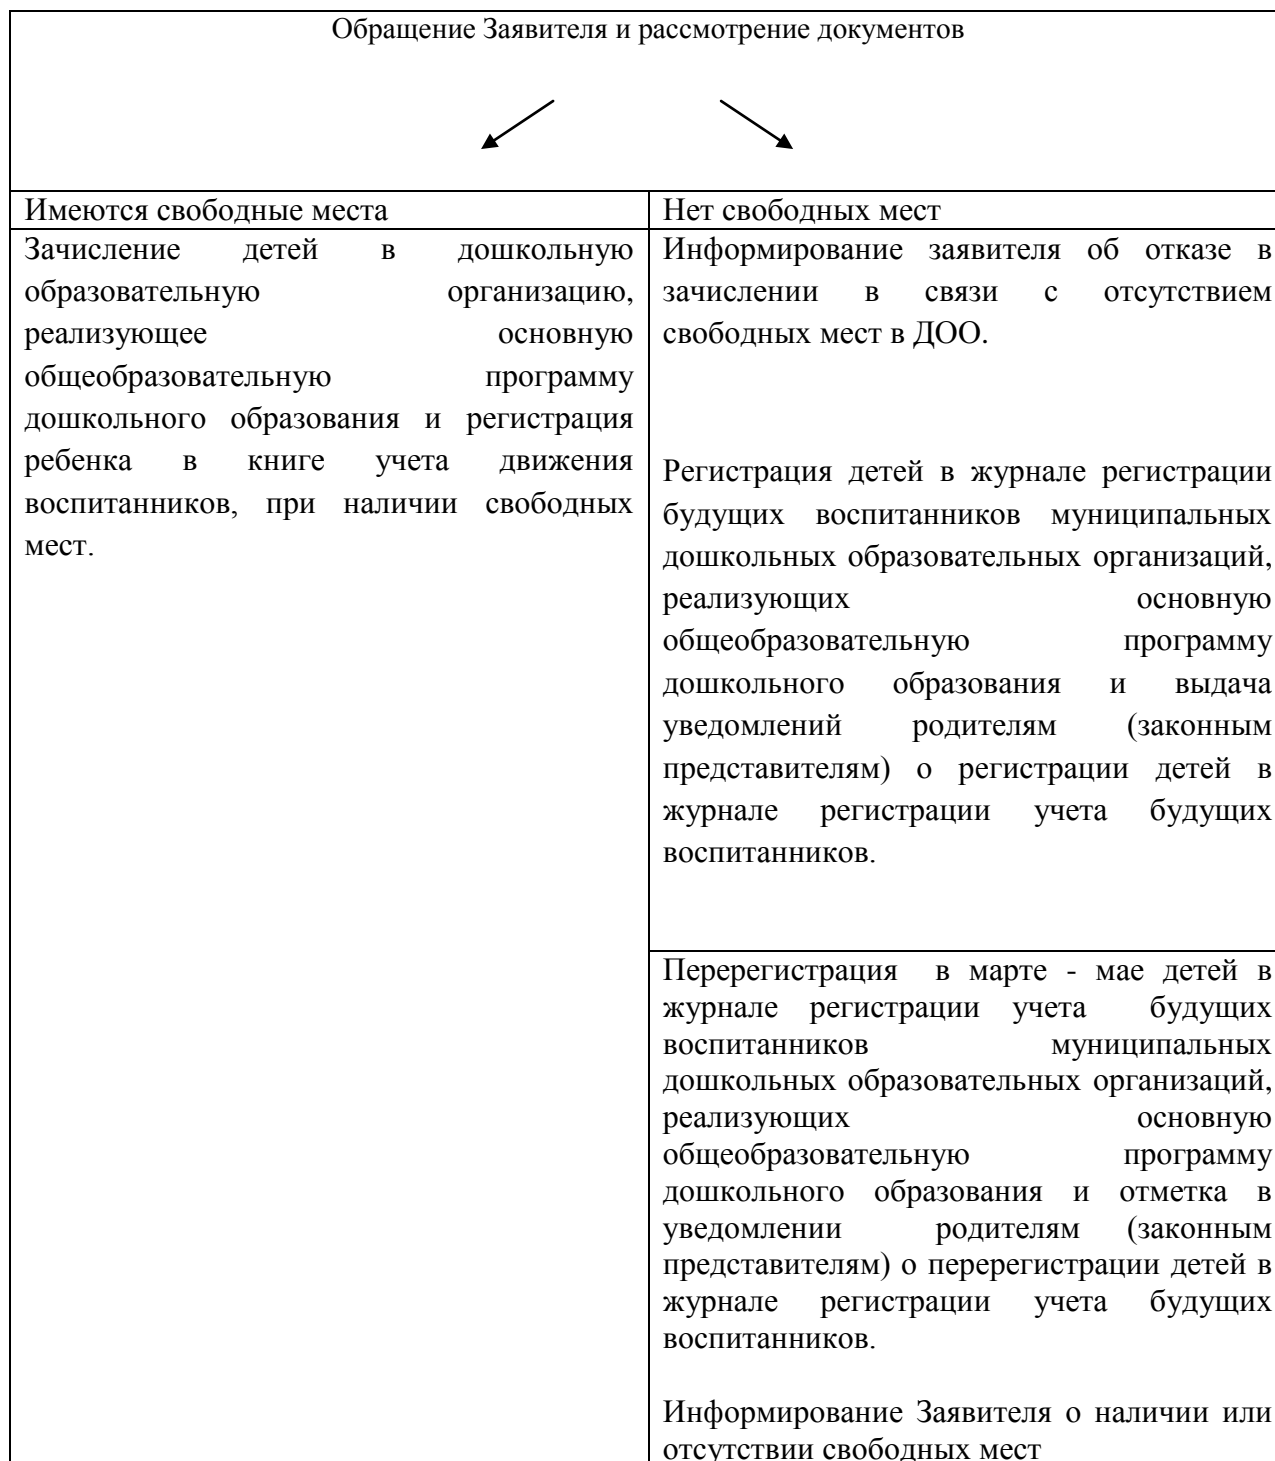 Обращение Заявителя и рассмотрение документов
Имеются свободные места
Зачисление детей в дошкольную
образовательную организацию,
реализующее основную
общеобразовательную программу
дошкольного образования и регистрация
ребенка в книге учета движения
воспитанников, при наличии свободных
мест.
Нет свободных мест
Информирование заявителя об отказе в
зачислении в связи с отсутствием
свободных мест в ДОО.
Регистрация детей в журнале регистрации
будущих воспитанников муниципальных
дошкольных образовательных организаций,
реализующих основную
общеобразовательную программу
дошкольного образования и выдача
уведомлений родителям (законным
представителям) о регистрации детей в
журнале регистрации учета будущих
воспитанников.
Перерегистрация в марте - мае детей в
журнале регистрации учета будущих
воспитанников муниципальных
дошкольных образовательных организаций,
реализующих основную
общеобразовательную программу
дошкольного образования и отметка в
уведомлении родителям (законным
представителям) о перерегистрации детей в
журнале регистрации учета будущих
воспитанников.
Информирование Заявителя о наличии или
отсутствии свободных мест